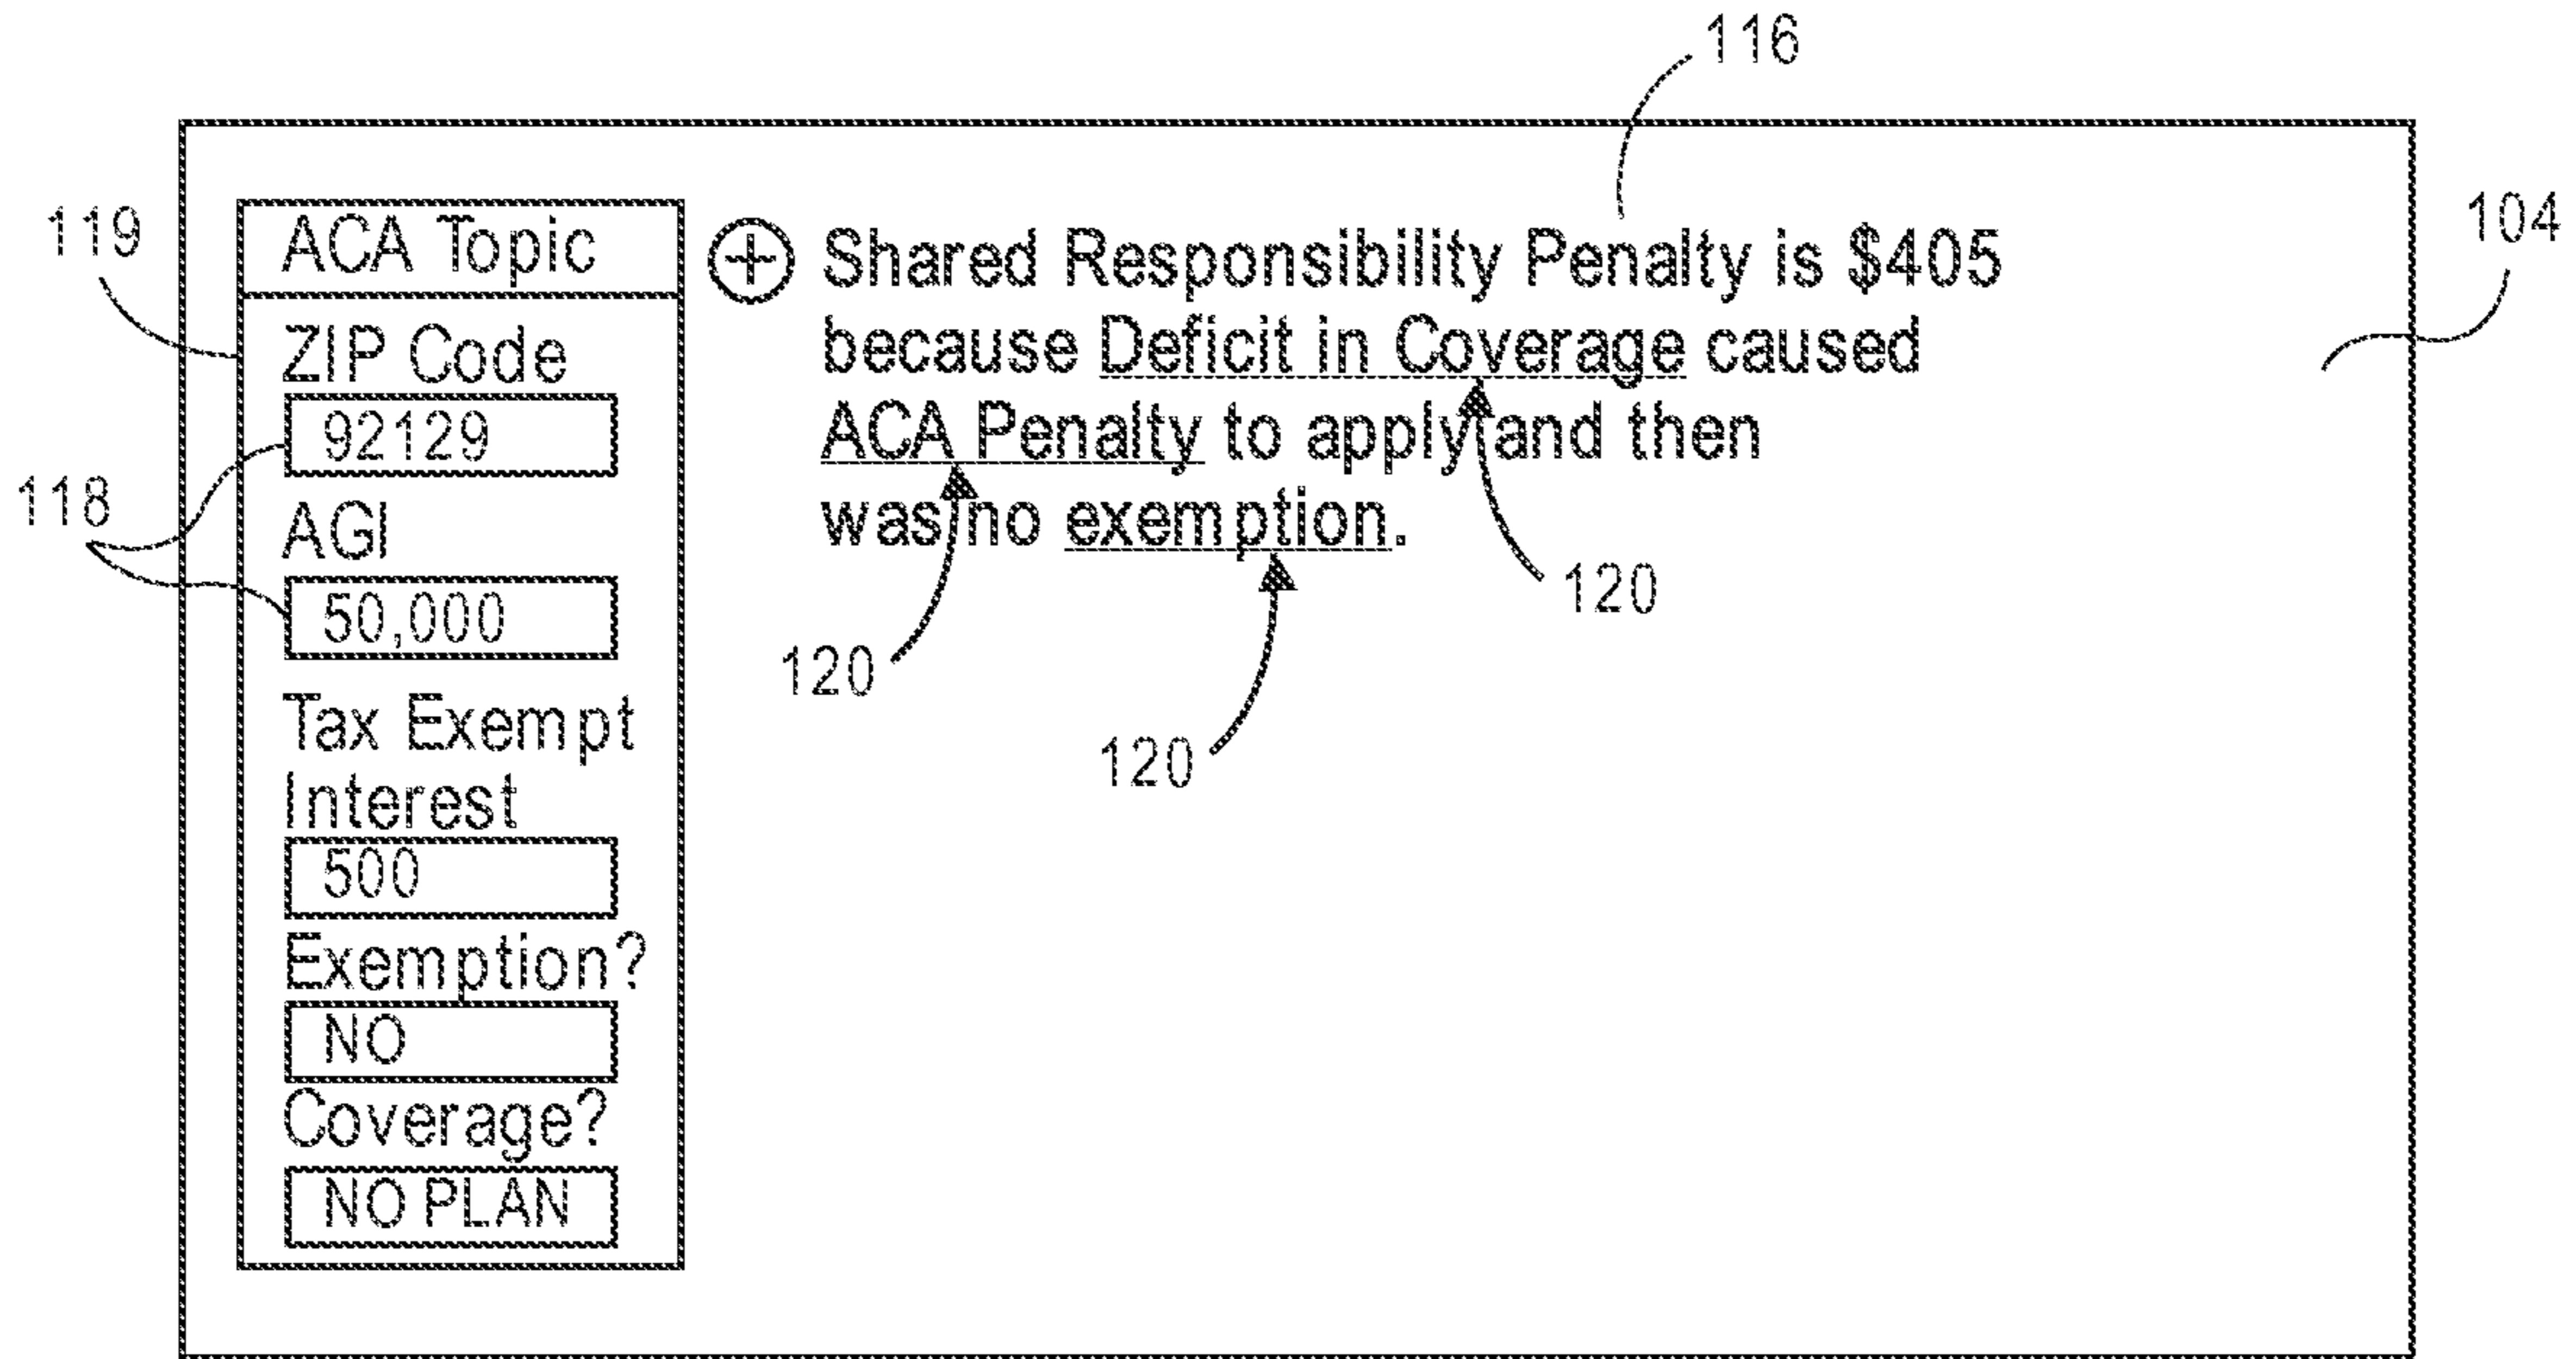 116
119
104
118
ACA Topic
ZIP Code
92129
AGI
50,000
Tax Exempt
Interest
500
Exemption?
NO
Coverage?
NO PLAN
Shared Responsibility Penalty is $405
because Deficit in Coverage caused
ACA Penalty to apply and then
was no exemption.
120
120
120